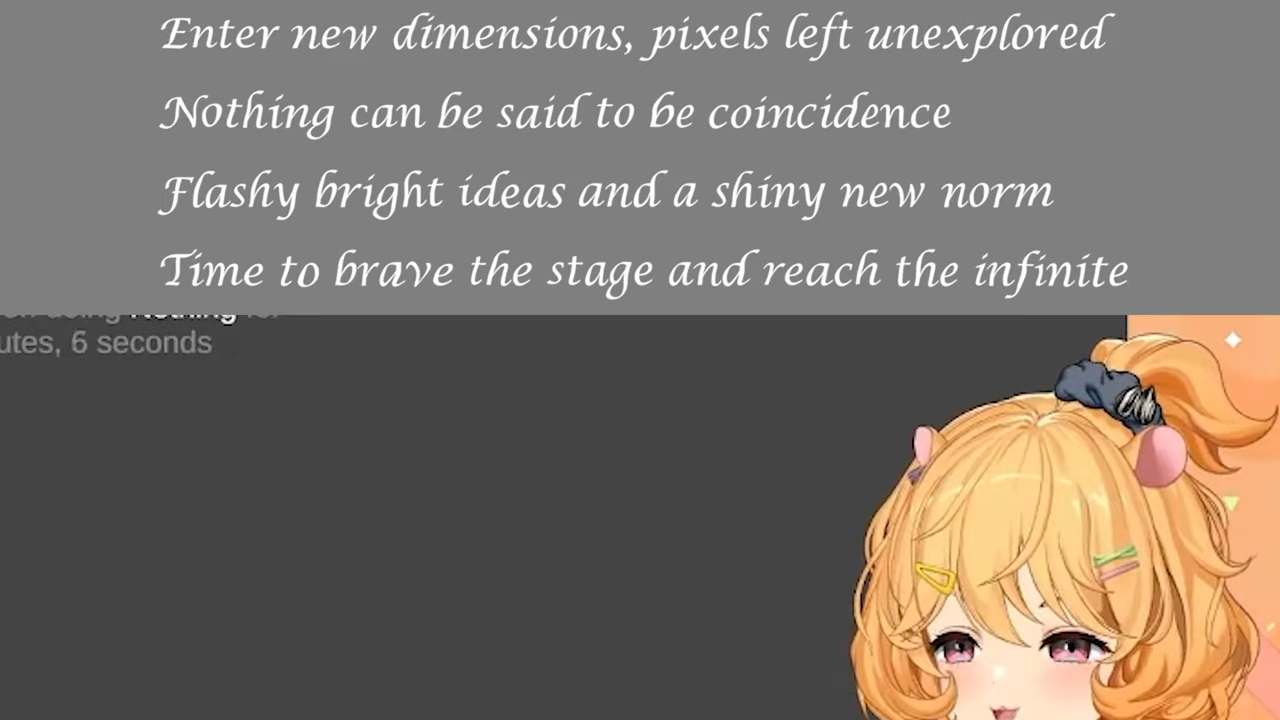 Enter new dimensions, pixels left unexplored
Nothing can be said to be coincidence
Flashy bright ideas and a shiny new norm
Time to brave the stage and reach the infinite
Nothing
utes, 6 seconds